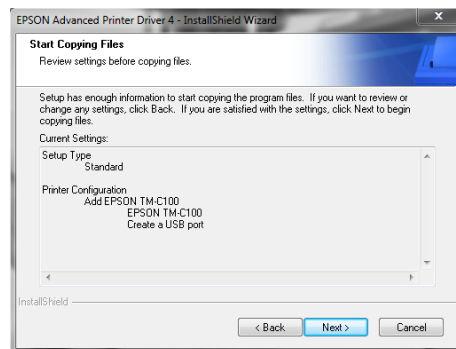 EPSON Advanced Printer Driver 4 - InstallShield Wizard
X
Start Copying Files
Review settings before copying files.
Setup has enough information to start copying the program files. If you want to review or
change any settings, click Back. If you are satisfied with the settings, click Next to begin
copying files.
Current Settings:
Setup Type
Standard
Printer Configuration
Add EPSON TM-C100
EPSON TM-C100
Create a USB port
InstallShield
< Back Next > Cancel